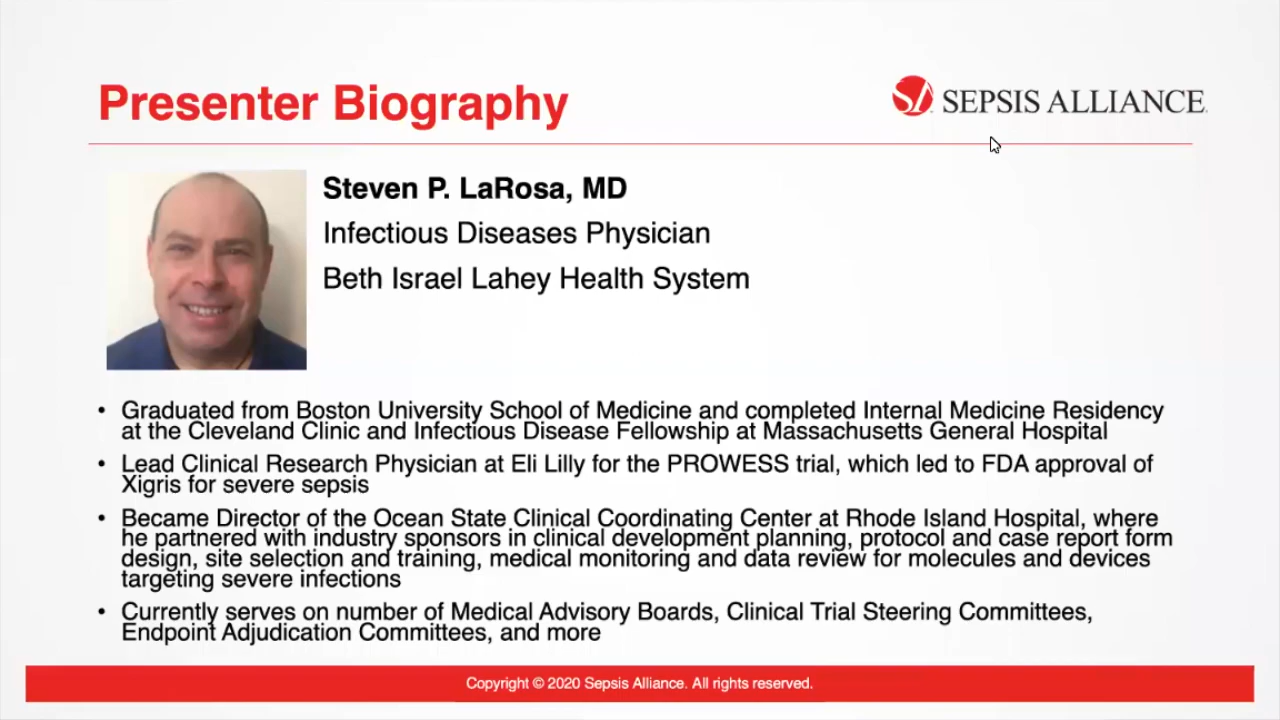 Presenter Biography
SA SEPSIS ALLIANCE
Steven P. LaRosa, MD
Infectious Diseases Physician
Beth Israel Lahey Health System
• Graduated from Boston University School of Medicine and completed Internal Medicine Residency
at the Cleveland Clinic and Infectious Disease Fellowship at Massachusetts General Hospital
• Lead Clinical Research Physician at Eli Lilly for the PROWESS trial, which led to FDA approval of
Xigris for severe sepsis
• Became Director of the Ocean State Clinical Coordinating Center at Rhode Island Hospital, where
he partnered with industry sponsors in clinical development planning, protocol and case report form
design, site selection and training, medical monitoring and data review for molecules and devices
targeting severe infections
• Currently serves on number of Medical Advisory Boards, Clinical Trial Steering Committees,
Endpoint Adjudication Committees, and more
Copyright © 2020 Sepsis Alliance. All rights reserved.